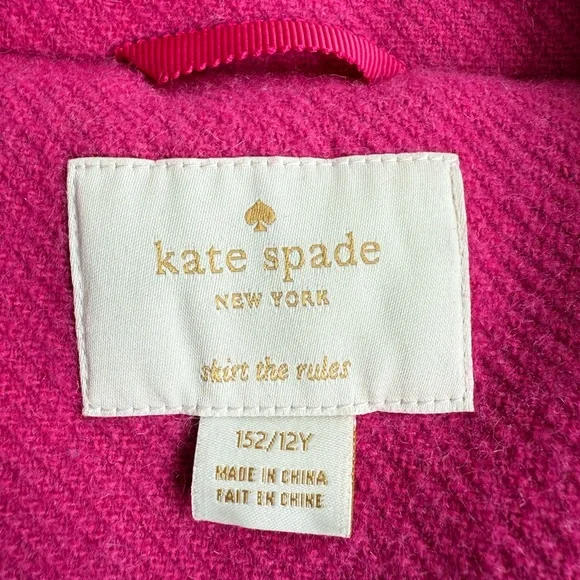 kate spade
NEW YORK
skirt the rules
152/12Y
MADE IN CHINA
FAIT EN CHINE